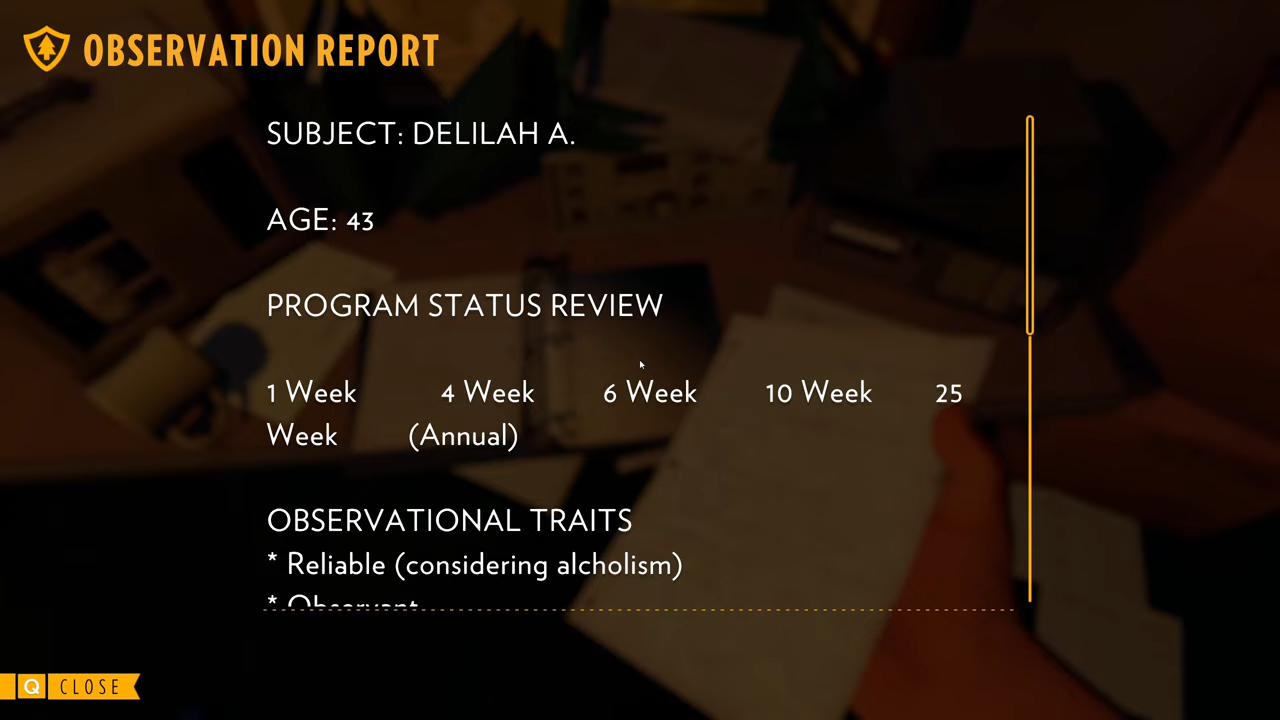 OBSERVATION REPORT
SUBJECT: DELILAH A.
AGE: 43
PROGRAM STATUS REVIEW
1 Week 4 Week 6 Week 10 Week 25
Week (Annual)
OBSERVATIONAL TRAITS
* Reliable (considering alcholism)
* Observant
Q CLOSE